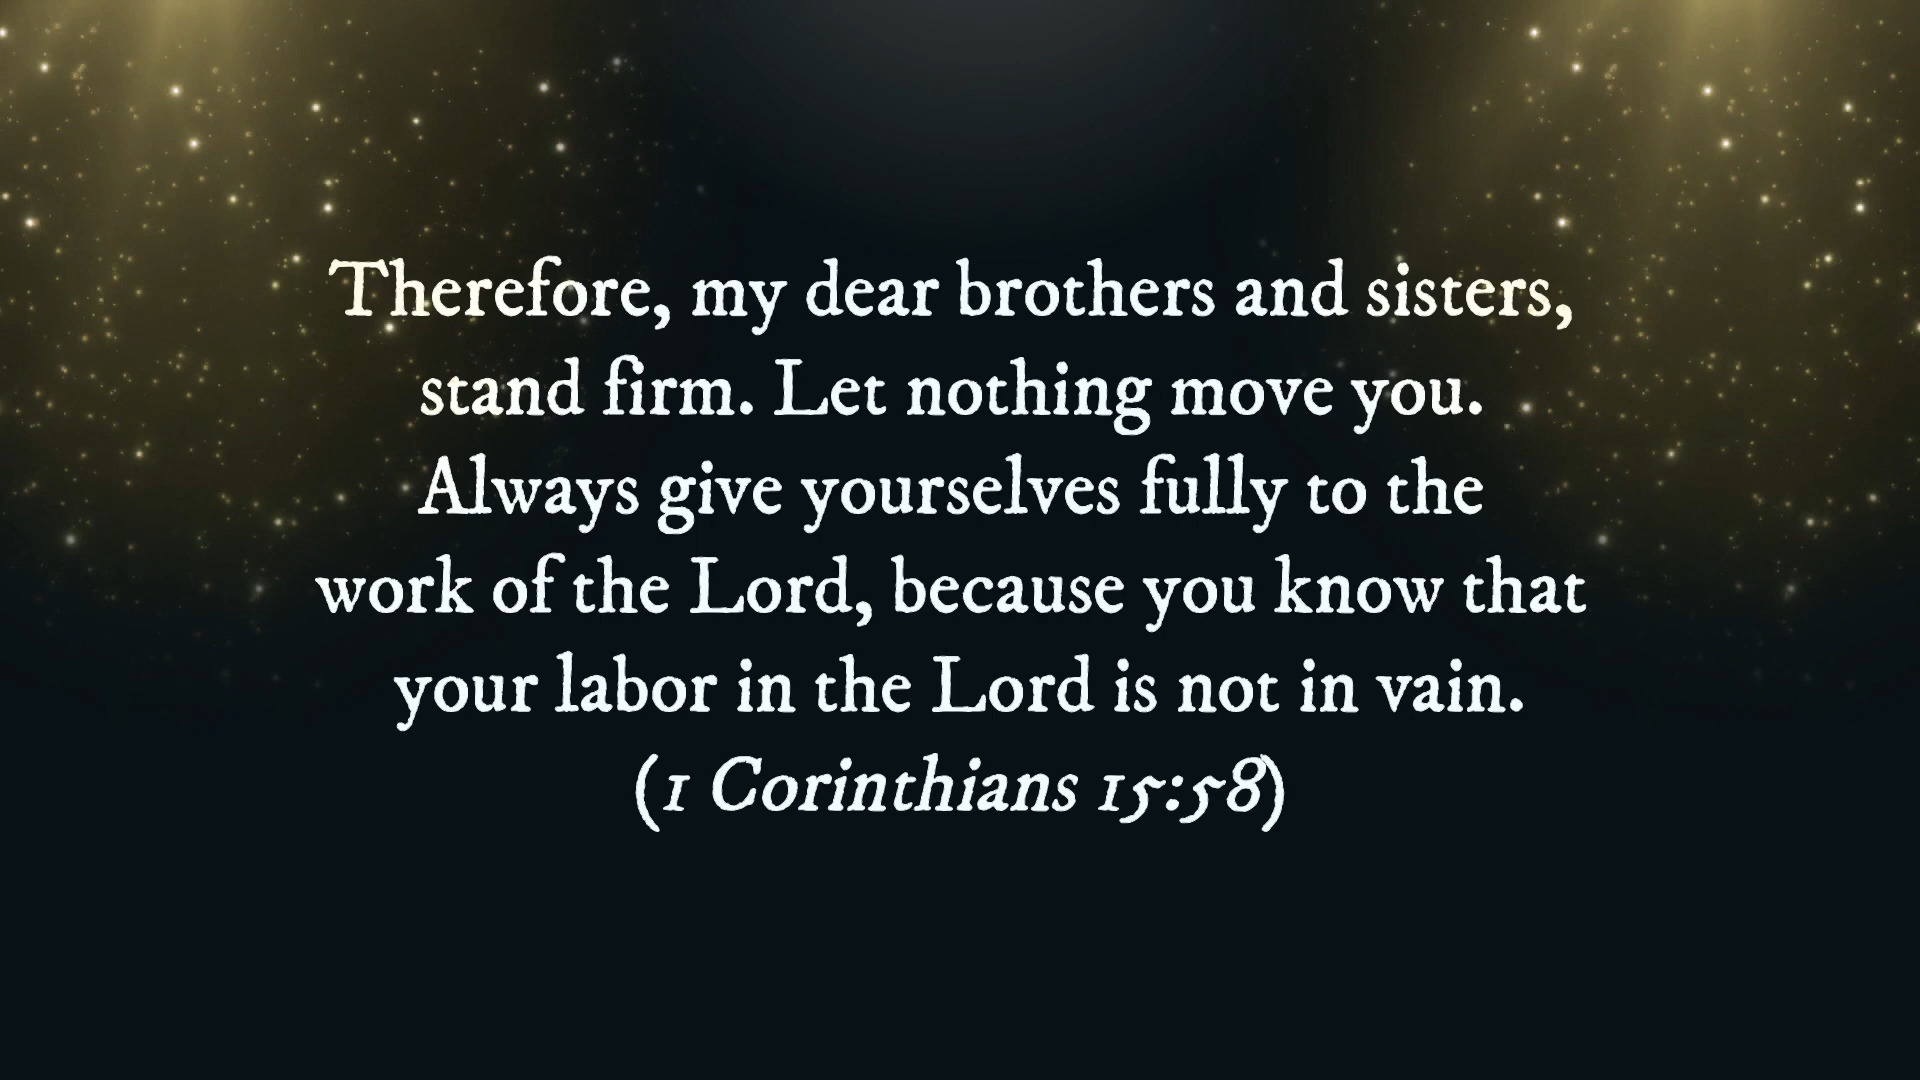 Therefore, my dear brothers and sisters,
stand firm. Let nothing move you.
Always give yourselves fully to the
work of the Lord, because you know that
your labor in the Lord is not in vain.
(1 Corinthians 15:58)